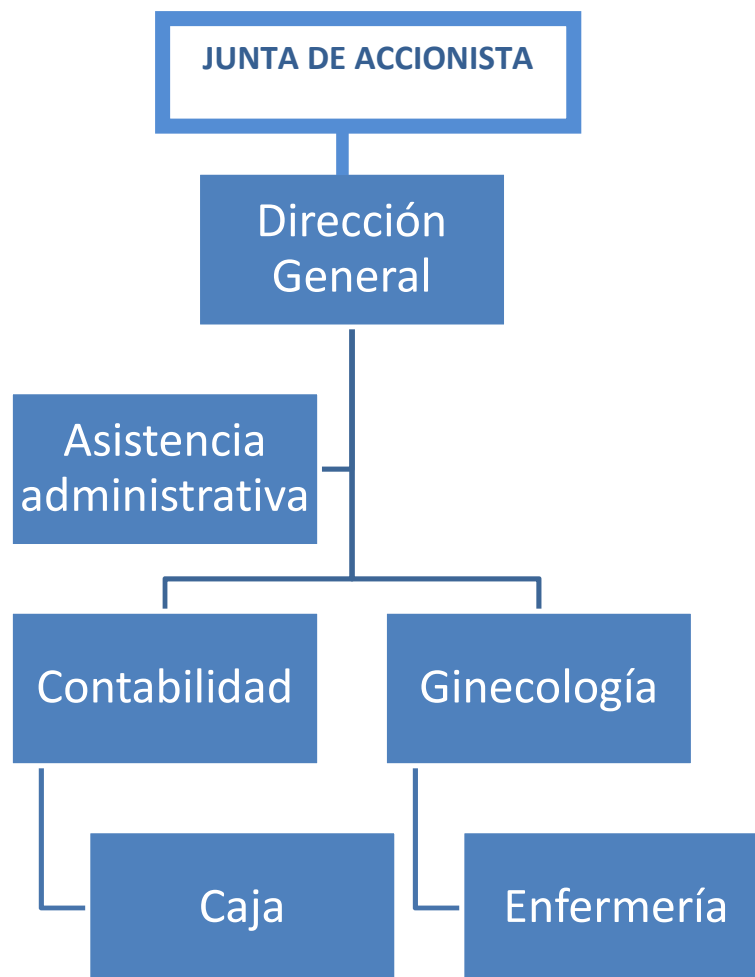 JUNTA DE ACCIONISTA
Dirección
General
Asistencia
administrativa
Contabilidad
Ginecología
Caja
Enfermería